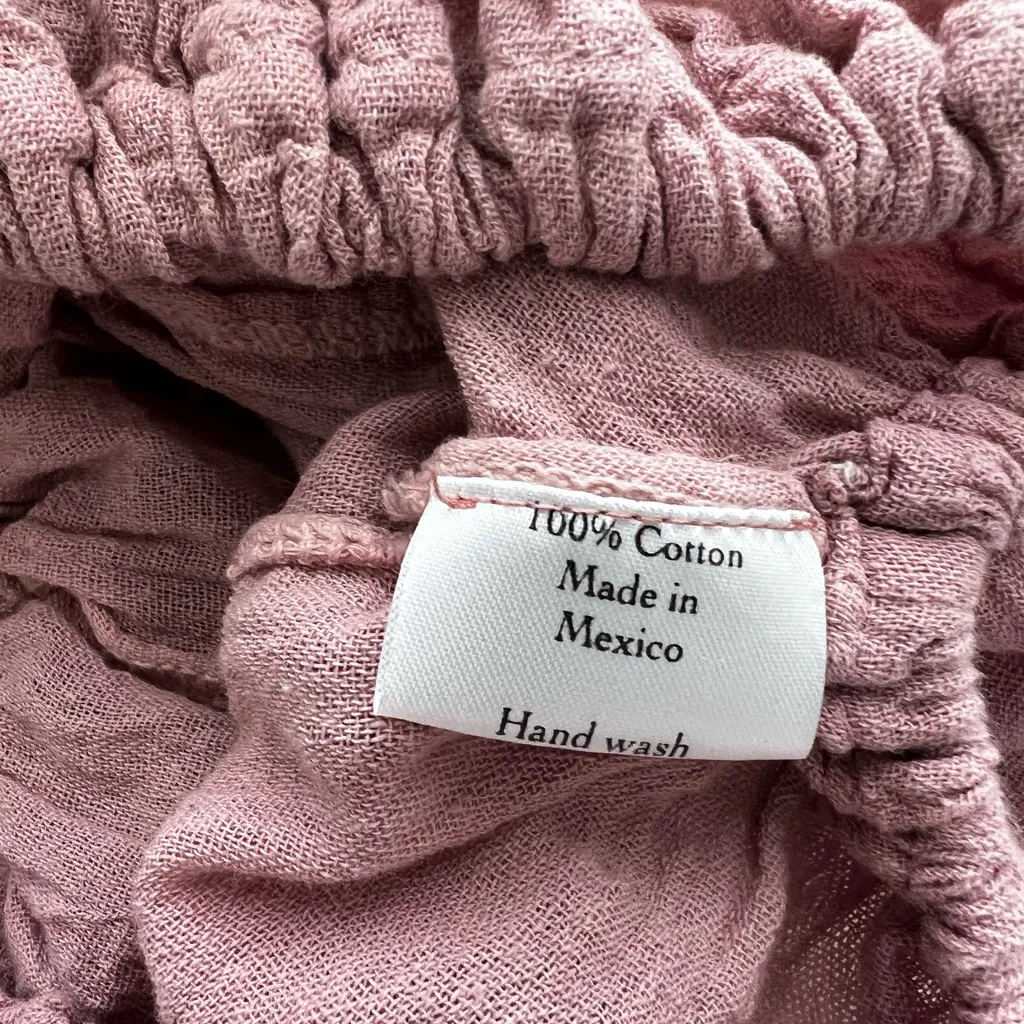 100% Cotton
Made in
Mexico
Hand wash